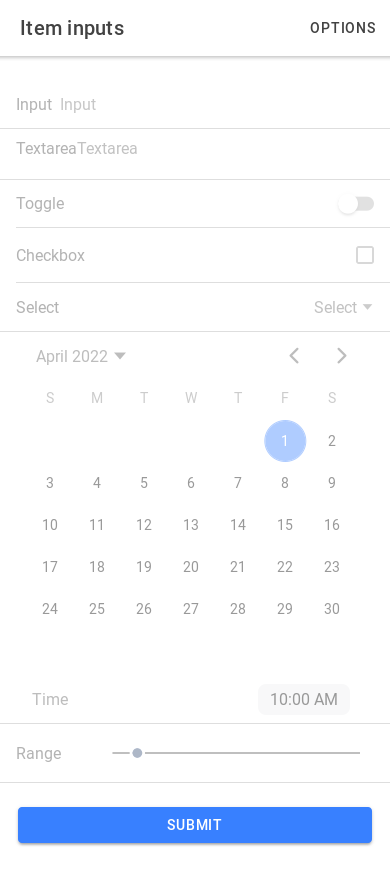 Item inputs OPTIONS
Input Input
Textarea Textarea
Toggle
Checkbox
Select Select
April 2022
S M T W T F S
1 2
3 4 5 6 7 8 9
10 11 12 13 14 15 16
17 18 19 20 21 22 23
24 25 26 27 28 29 30
Time 10:00 AM
Range
SUBMIT